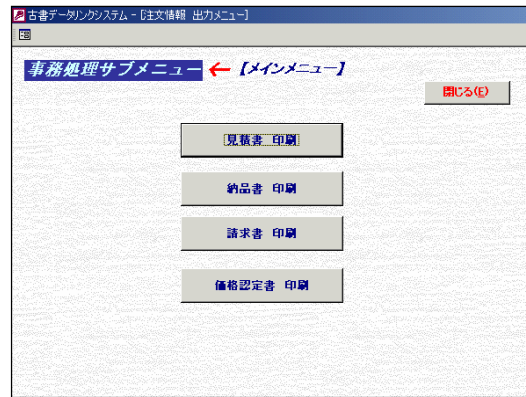 古書データリンクシステム - [注文情報 出力メニュー]
事務処理サブメニュー ← 【メインメニュー】
閉じる(E)
見積書 印刷
納品書 印刷
請求書 印刷
価格認定書 印刷